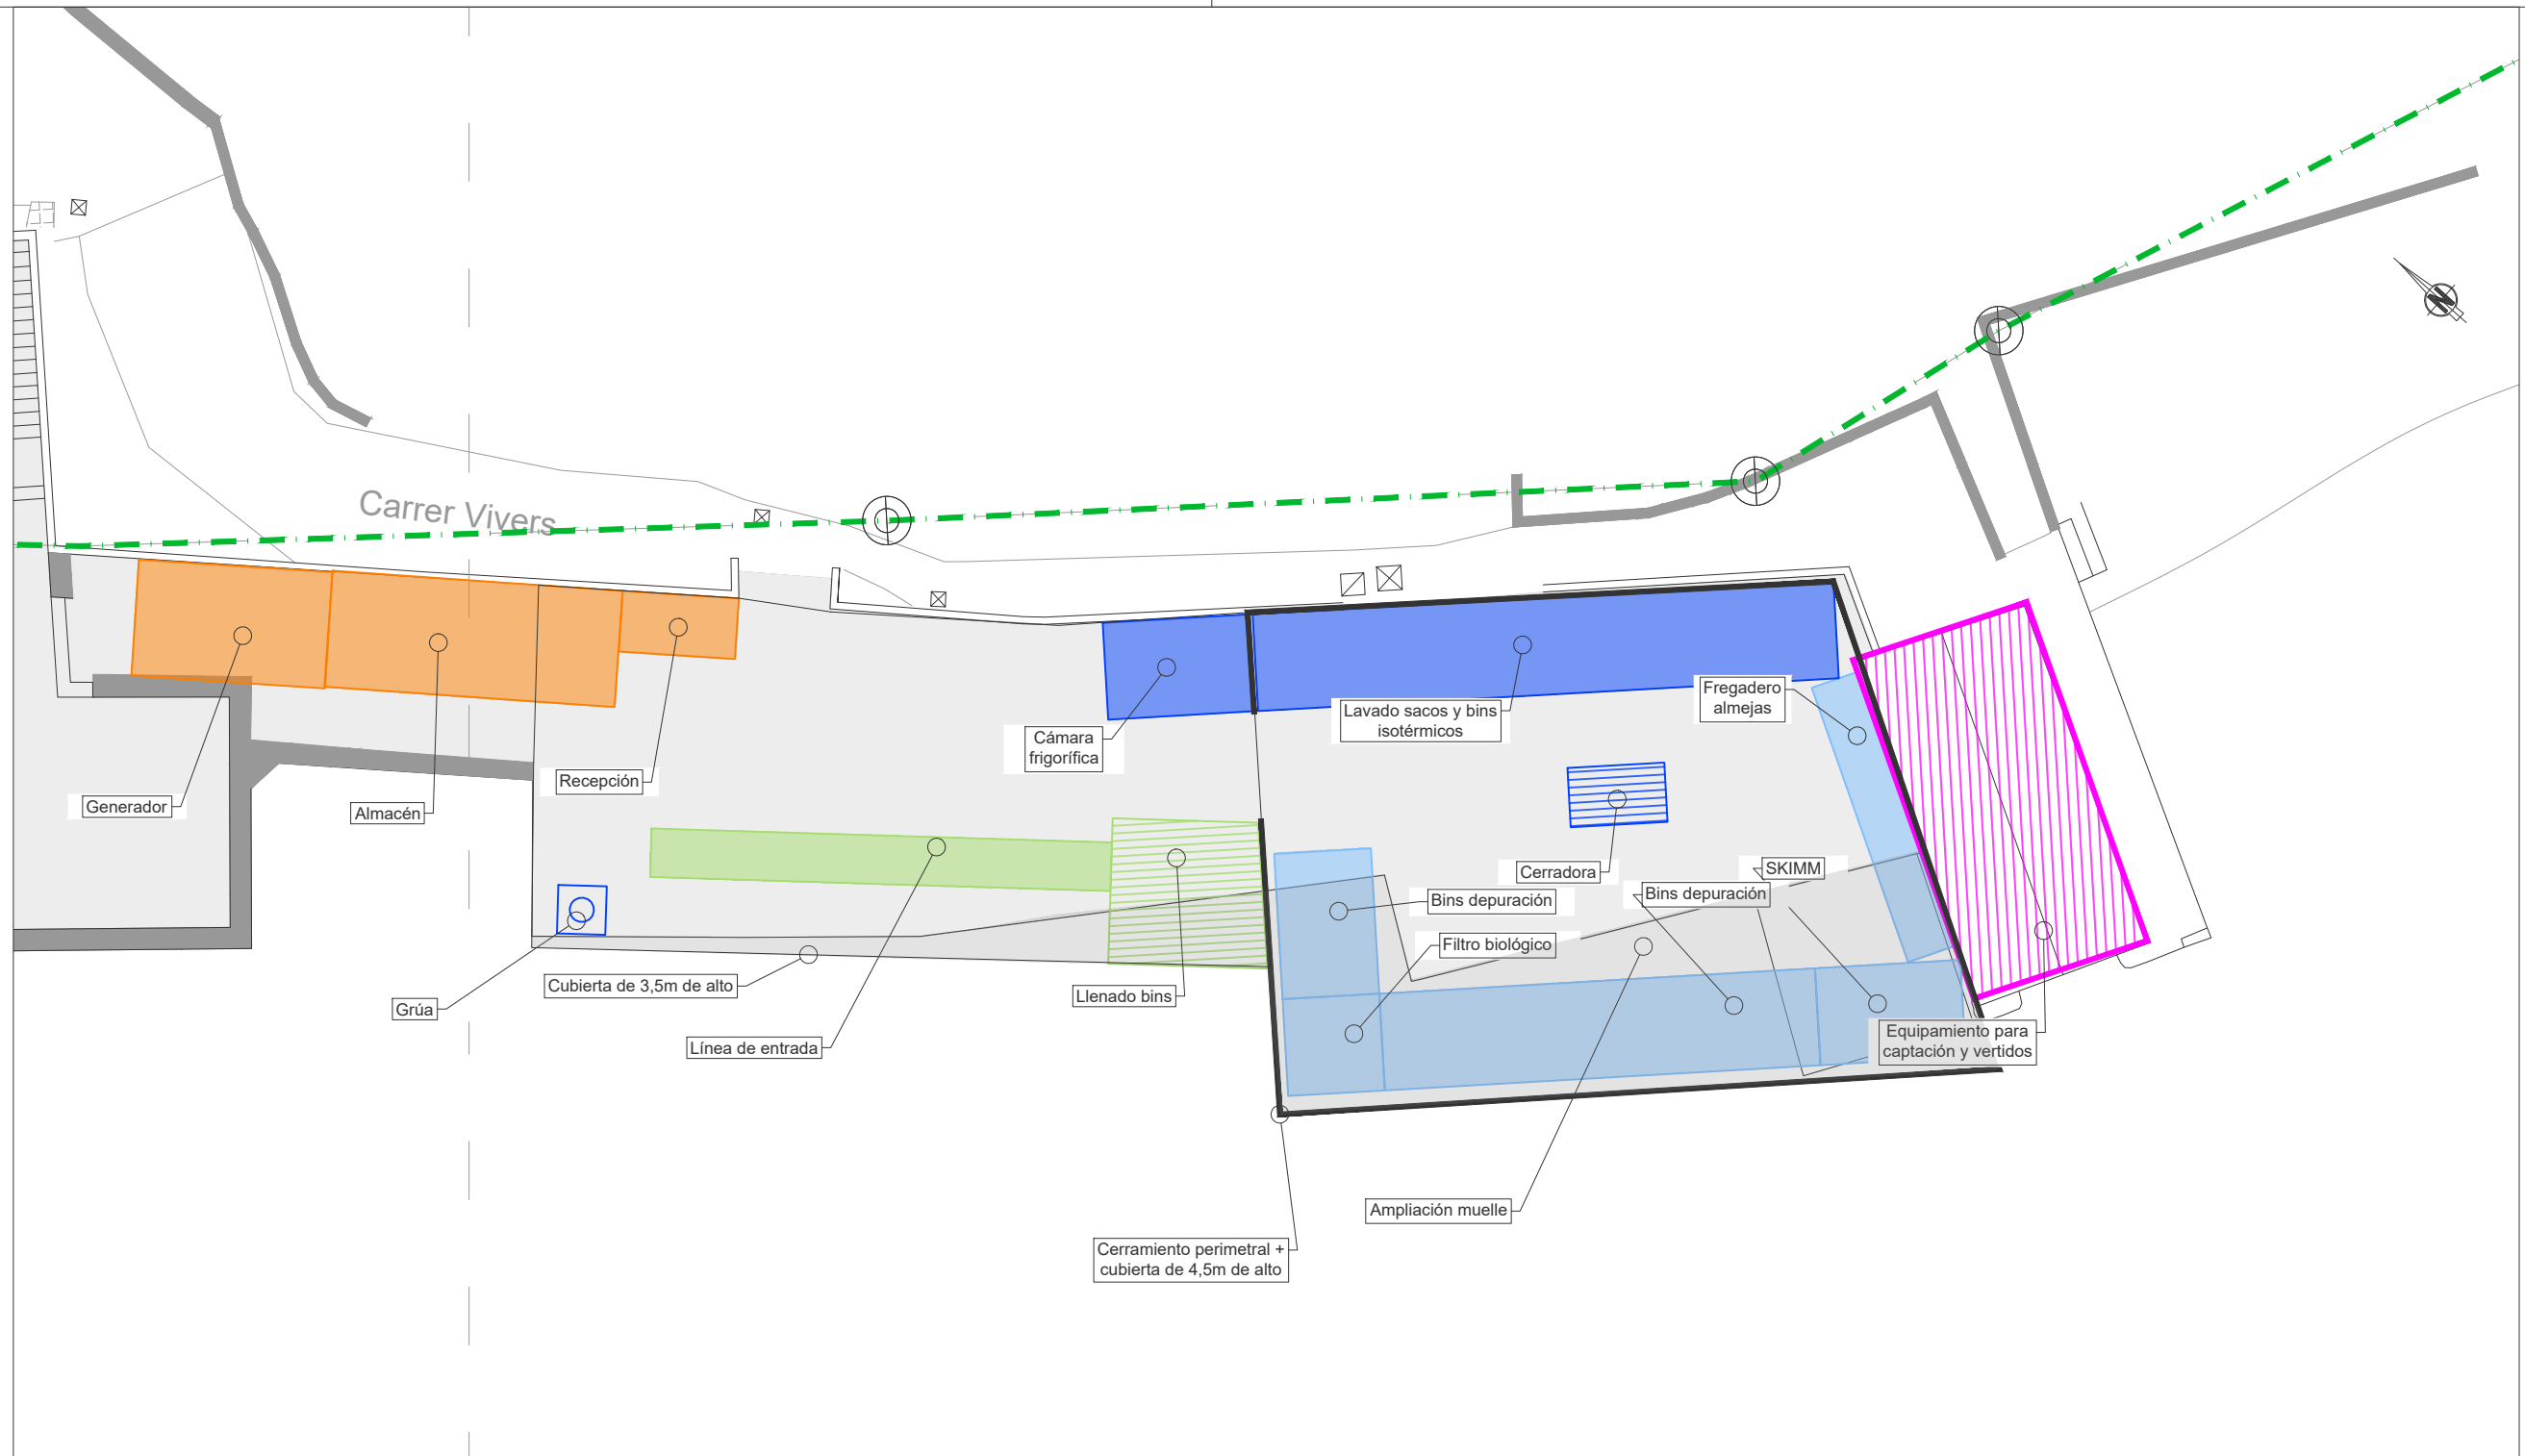 Carrer Vivers
N
Generador
Almacén
Recepción
Cámara
frigorífica
Lavado sacos y bins
isotérmicos
Fregadero
almejas
Cerradora
SKIMM
Bins depuración
Bins depuración
Filtro biológico
Grúa
Cubierta de 3,5m de alto
Línea de entrada
Llenado bins
Equipamiento para
captación y vertidos
Ampliación muelle
Cerramiento perimetral +
cubierta de 4,5m de alto